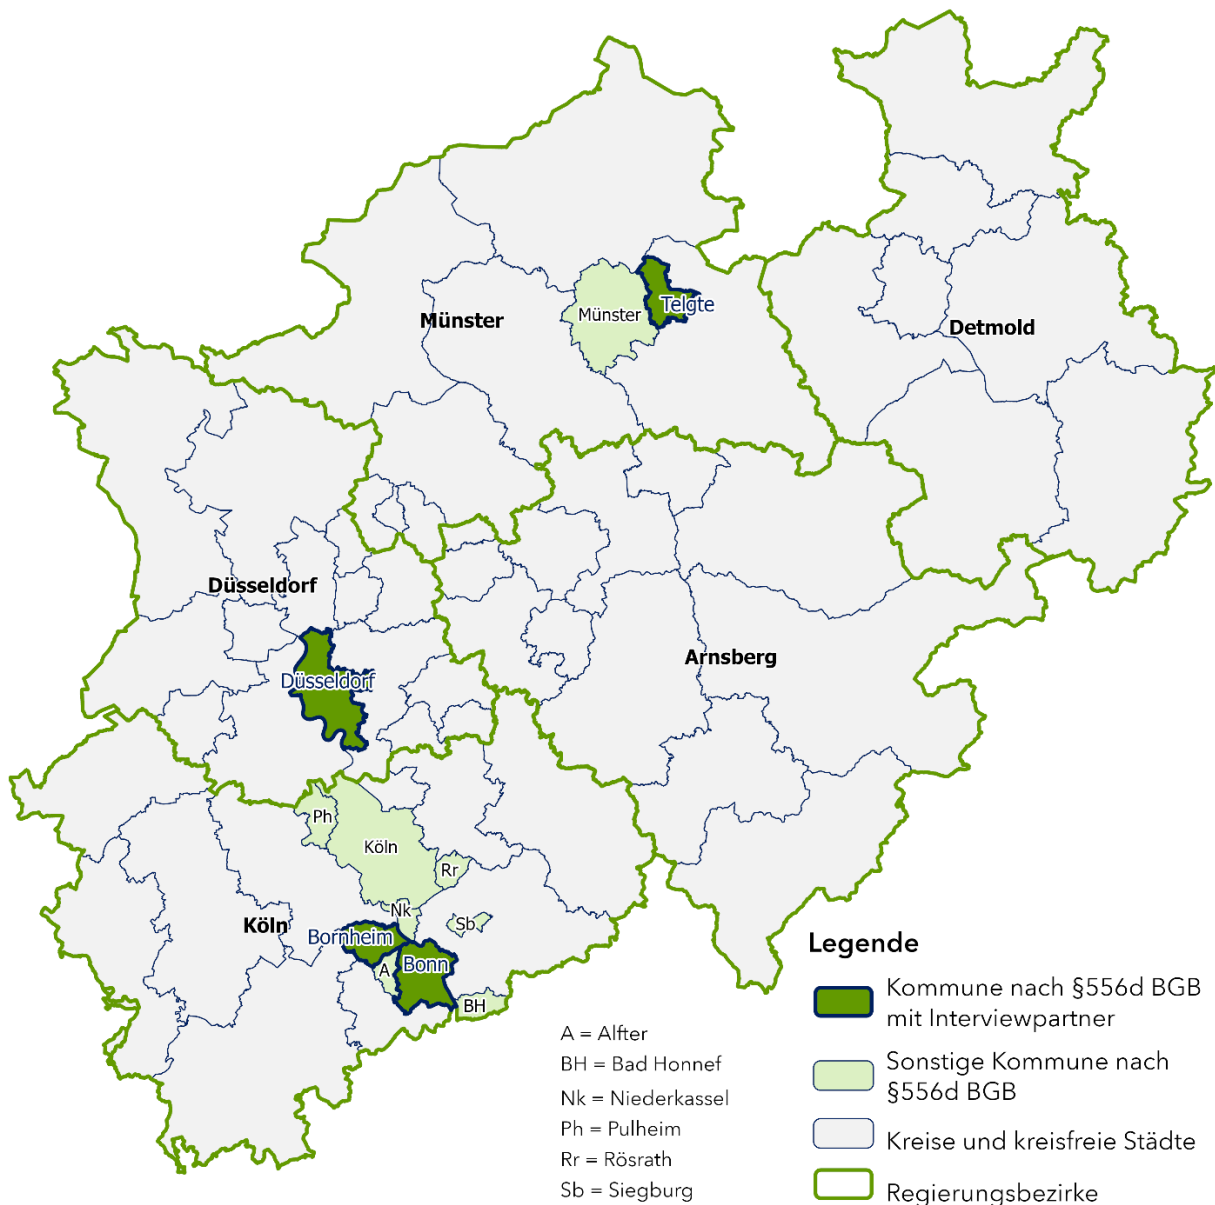 Münster
Telgte
Münster
Detmold
Düsseldorf
Arnsberg
Düsseldorf
Ph
Köln
Rr
Nk
Sb
Köln
Bornheim
A
Bonn
BH
Legende
Kommune nach §556d BGB
mit Interviewpartner
Sonstige Kommune nach
§556d BGB
Kreise und kreisfreie Städte
Regierungsbezirke
A = Alfter
BH = Bad Honnef
Nk = Niederkassel
Ph = Pulheim
Rr = Rösrath
Sb = Siegburg